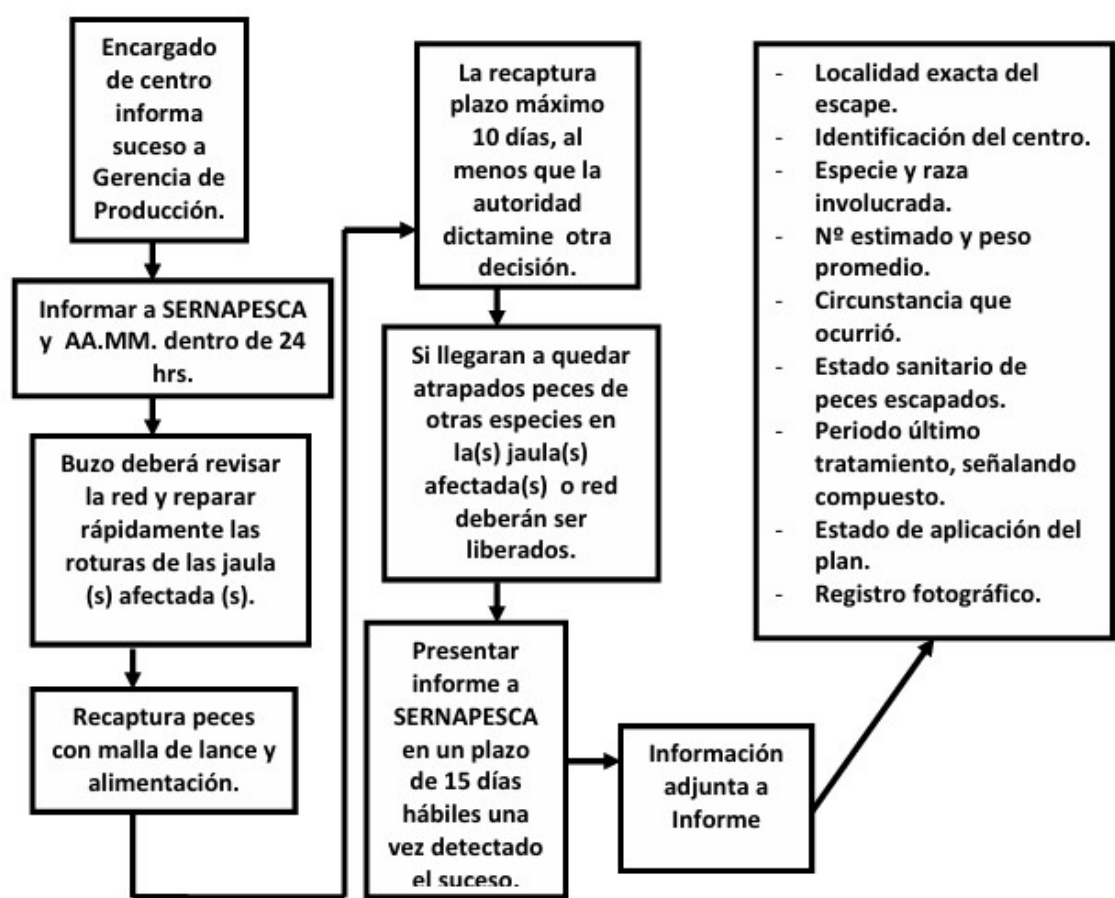 Encargado
de centro
informa
suceso a
Gerencia de
Producción.
Informar a SERNAPESCA
y AA.MM. dentro de 24
hrs.
Buzo deberá revisar
la red y reparar
rápidamente las
roturas de las jaula
(s) afectada (s).
Recaptura peces
con malla de lance y
alimentación.
La recaptura
plazo máximo
10 días, al
menos que la
autoridad
dictamine otra
decisión.
Si llegaran a quedar
atrapados peces de
otras especies en
la(s) jaula(s)
afectada(s) o red
deberán ser
liberados.
Presentar
informe a
SERNAPESCA
en un plazo
de 15 días
hábiles una
vez detectado
el suceso.
Información
adjunta a
Informe
- Localidad exacta del
escape.
- Identificación del centro.
- Especie y raza
involucrada.
- Nº estimado y peso
promedio.
- Circunstancia que
ocurrió.
- Estado sanitario de
peces escapados.
- Periodo último
tratamiento, señalando
compuesto.
- Estado de aplicación del
plan.
- Registro fotográfico.